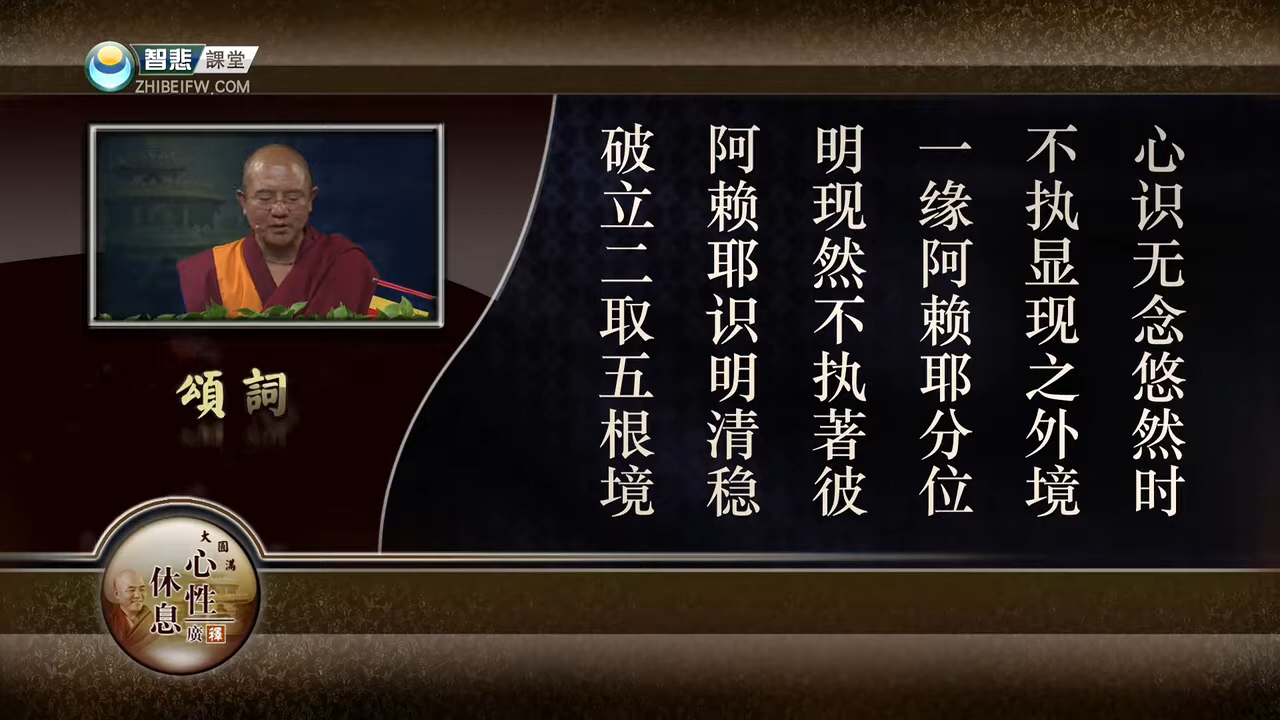 智悲課堂
ZHIBEIFW.COM
心识无念悠然时
不执显现之外境
一缘阿赖耶分位
明现然不执著彼
阿赖耶识明清稳
破立二取五根境
頌詞
大圓滿
心性
休息
廣釋